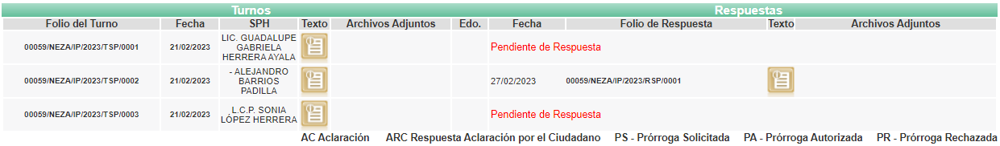 Turnos Respuestas
Folio del Turno Fecha SPH Texto Archivos Adjuntos Edo. Fecha Folio de Respuesta Texto Archivos Adjuntos
00059/NEZA/IP/2023/TSP/0001 21/02/2023 LIC. GUADALUPE
GABRIELA
HERRERA AYALA
Pendiente de Respuesta
00059/NEZA/IP/2023/TSP/0002 21/02/2023 - ALEJANDRO
BARRIOS
PADILLA
27/02/2023 00059/NEZA/IP/2023/RSP/0001
00059/NEZA/IP/2023/TSP/0003 21/02/2023 L.C.P. SONIA
LÓPEZ HERRERA
Pendiente de Respuesta
AC Aclaración ARC Respuesta Aclaración por el Ciudadano PS - Prórroga Solicitada PA - Prórroga Autorizada PR - Prórroga Rechazada